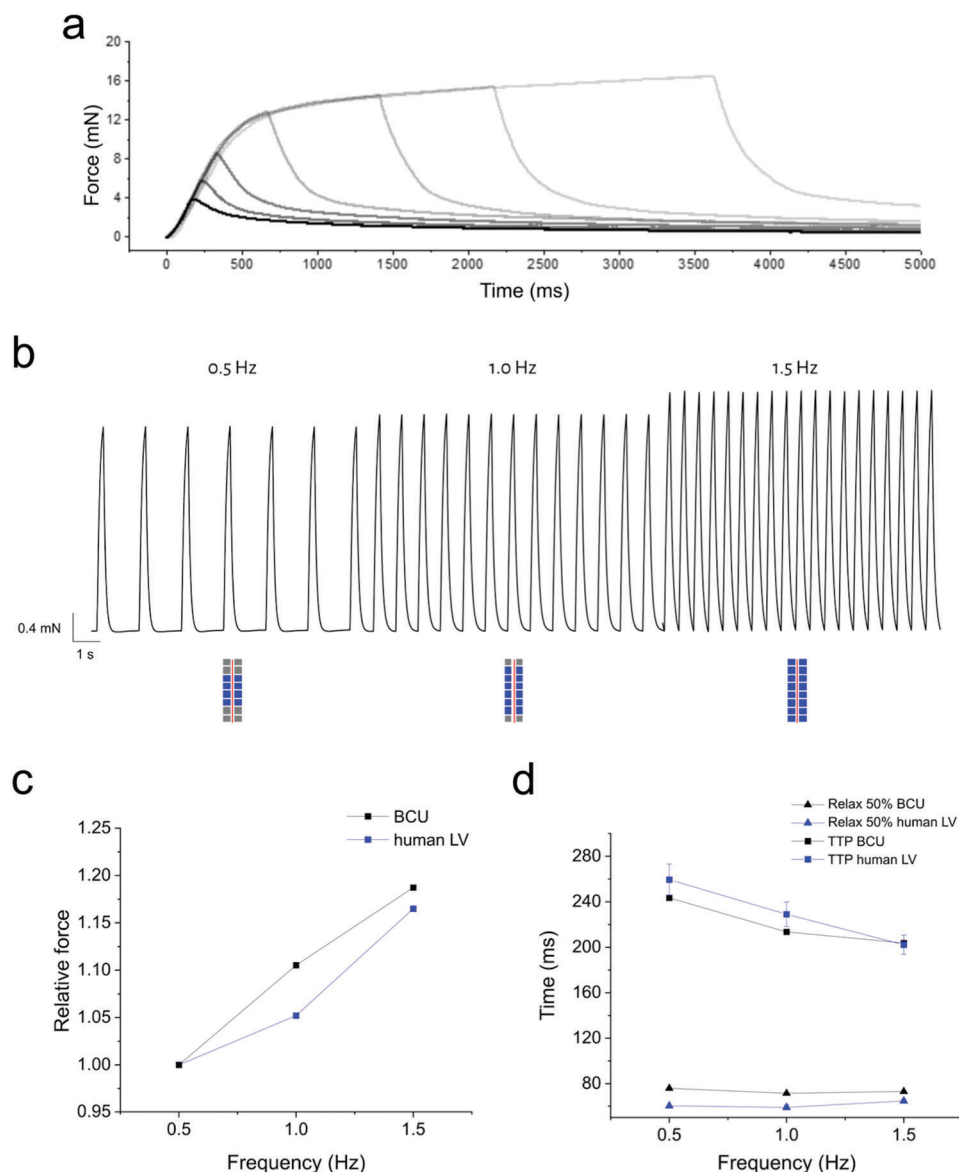 a
20
16
12
8
4
0
Force (mN)
0 500 1000 1500 2000 2500 3000 3500 4000 4500 5000
Time (ms)
b
0.5 Hz 1.0 Hz 1.5 Hz
0.4 mN
1 s
c
BCU
human LV
1.25
1.20
1.15
1.10
1.05
1.00
0.95
Relative force
0.5 1.0 1.5
Frequency (Hz)
d
Relax 50% BCU
Relax 50% human LV
TTP BCU
TTP human LV
280
240
200
160
120
80
Time (ms)
0.5 1.0 1.5
Frequency (Hz)